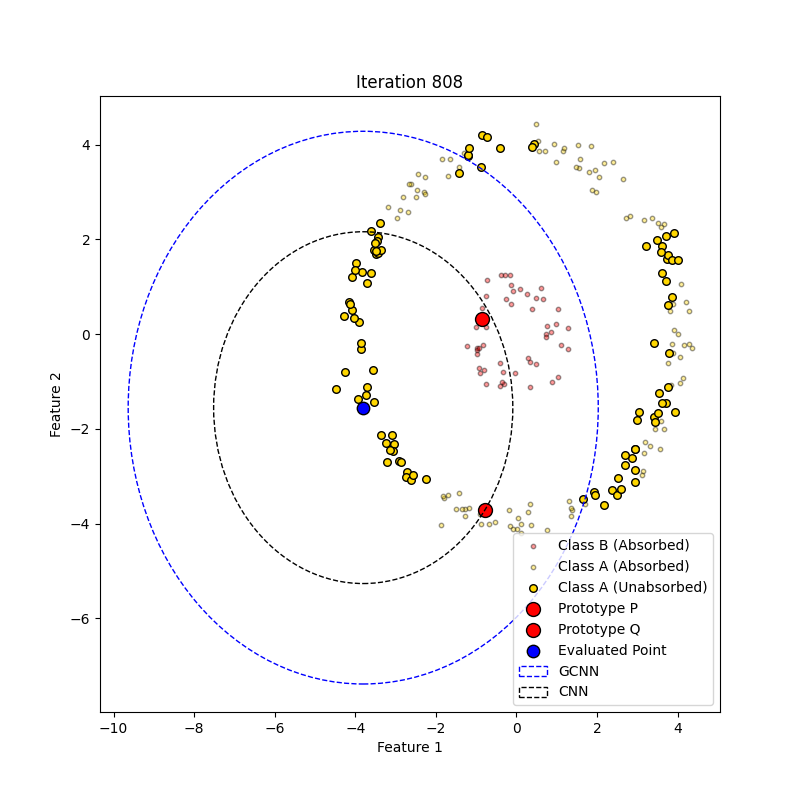 Iteration 808
Feature 2
4
2
0
−2
−4
−6
Class B (Absorbed)
Class A (Absorbed)
Class A (Unabsorbed)
Prototype P
Prototype Q
Evaluated Point
GCNN
CNN
−10
−8
−6
−4
−2
0
2
4
Feature 1